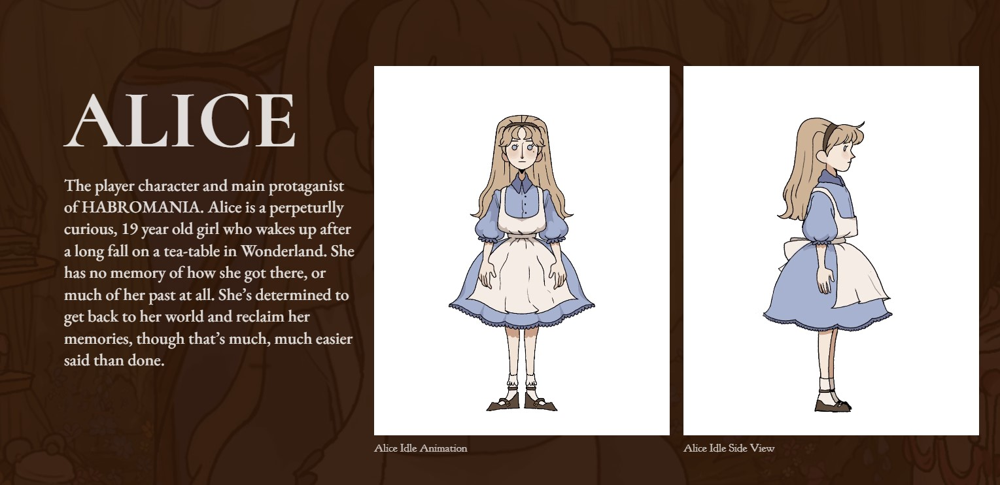 ALICE
The player character and main protaganist
of HABROMANIA. Alice is a perpeturlly
curious, 19 year old girl who wakes up after
a long fall on a tea-table in Wonderland. She
has no memory of how she got there, or
much of her past at all. She’s determined to
get back to her world and reclaim her
memories, though that’s much, much easier
said than done.
Alice Idle Animation
Alice Idle Side View